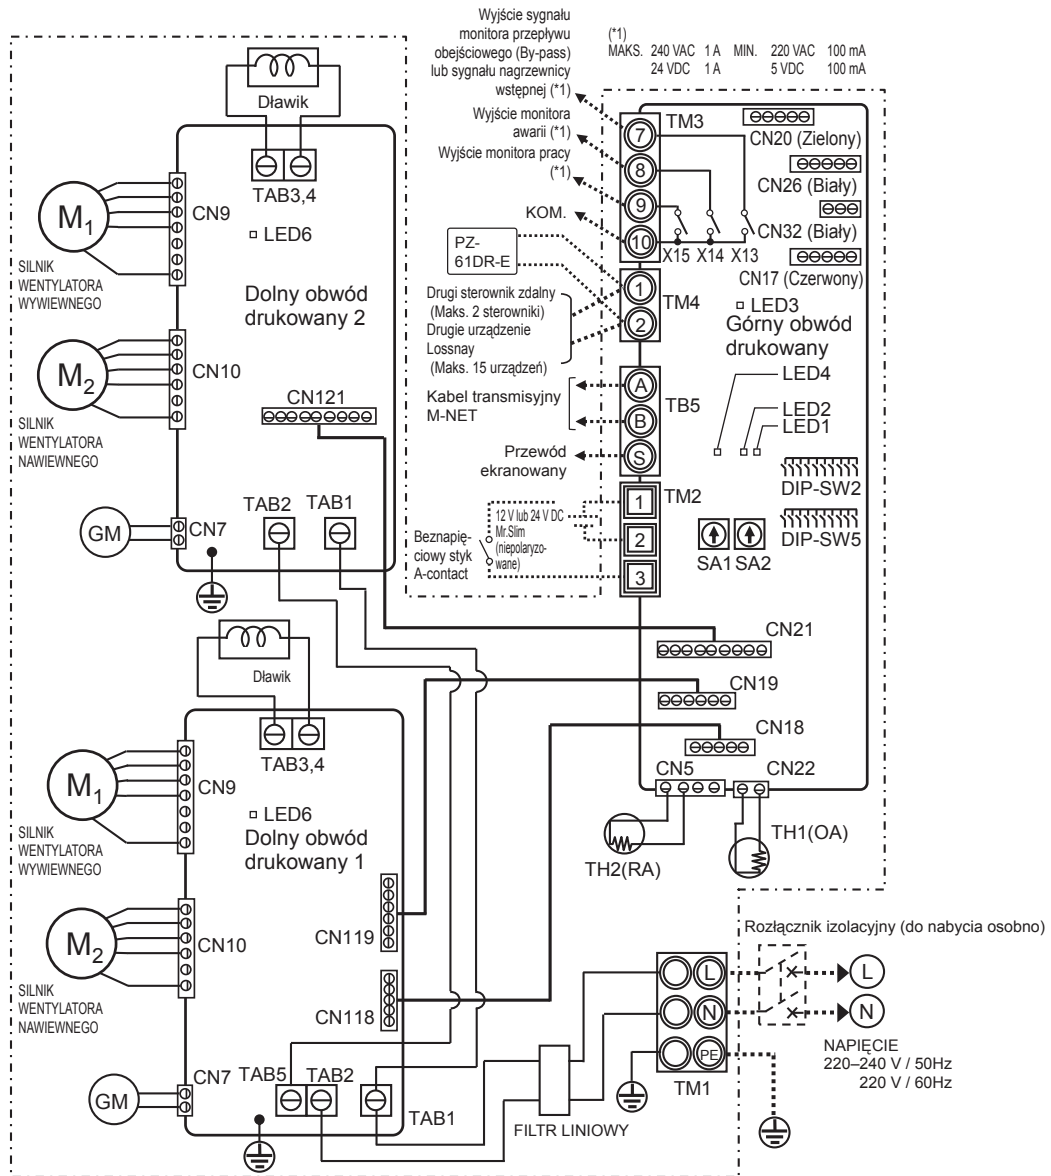 Wyjście sygnału
monitora przepływu
obejściowego (By-pass)
lub sygnału nagrzewnicy
wstępnej (*1)
Wyjście monitora
awarii (*1)
Wyjście monitora pracy
(*1)
KOM.
(*1)
MAKS. 240 VAC 1 A MIN. 220 VAC 100 mA
24 VDC 1 A 5 VDC 100 mA
Dławik
TAB3,4
CN9
M1
SILNIK
WENTYLATORA
WYWIEWNEGO
LED6
Dolny obwód
drukowany 2
CN10
M2
SILNIK
WENTYLATORA
NAWIEWNEGO
CN121
TAB2
TAB1
GM
CN7
7
8
9
10
TM3
X15 X14 X13
CN20 (Zielony)
CN26 (Biały)
CN32 (Biały)
CN17 (Czerwony)
PZ-
61DR-E
1
2
TM4
Drugi sterownik zdalny
(Maks. 2 sterowniki)
Drugie urządzenie
Lossnay
(Maks. 15 urządzeń)
LED3
Górny obwód
drukowany
LED4
LED2
LED1
Kabel transmisyjny
M-NET
A
B
S
TB5
Przewód
ekranowany
TM2
1
2
3
12 V lub 24 V DC
Mr.Slim
(niepolaryzo-
wane)
Beznapię-
ciowy styk
A-contact
DIP-SW2
DIP-SW5
SA1 SA2
CN21
CN19
CN18
CN5
CN22
TH2(RA)
TH1(OA)
Dławik
TAB3,4
CN9
M1
SILNIK
WENTYLATORA
WYWIEWNEGO
LED6
Dolny obwód
drukowany 1
CN10
M2
SILNIK
WENTYLATORA
NAWIEWNEGO
CN119
CN118
GM
CN7
TAB5
TAB2
TAB1
FILTR LINIOWY
L
N
PE
TM1
Rozłącznik izolacyjny (do nabycia osobno)
L
N
NAPIĘCIE
220–240 V / 50Hz
220 V / 60Hz